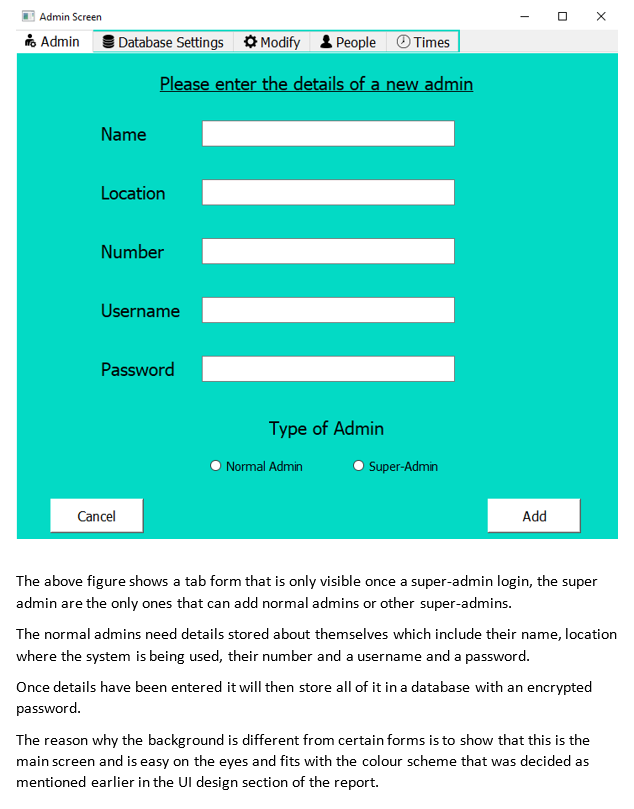 Admin Screen
Admin Database Settings Modify People Times
Please enter the details of a new admin
Name
Location
Number
Username
Password
Type of Admin
Normal Admin Super-Admin
Cancel Add
The above figure shows a tab form that is only visible once a super-admin login, the super
admin are the only ones that can add normal admins or other super-admins.
The normal admins need details stored about themselves which include their name, location
where the system is being used, their number and a username and a password.
Once details have been entered it will then store all of it in a database with an encrypted
password.
The reason why the background is different from certain forms is to show that this is the
main screen and is easy on the eyes and fits with the colour scheme that was decided as
mentioned earlier in the UI design section of the report.